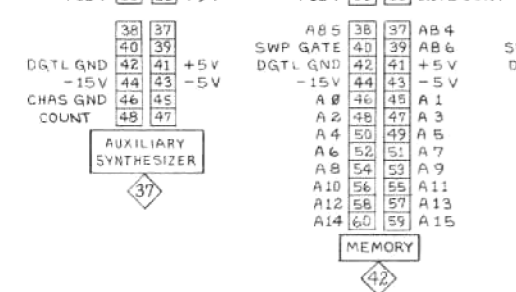 38 37
40 39
DGTL GND 42 41 +5V
-15V 44 43 -5V
CHAS GND 46 45
COUNT 48 47
AUXILIARY
SYNTHESIZER
37
AB5 38 37 AB4
SWP GATE 40 39 AB6
DGTL GND 42 41 +5V
-15V 44 43 -5V
A0 46 45 A1
A2 48 47 A3
A4 50 49 A5
A6 52 51 A7
A8 54 53 A9
A10 56 55 A11
A12 58 57 A13
A14 60 59 A15
MEMORY
42